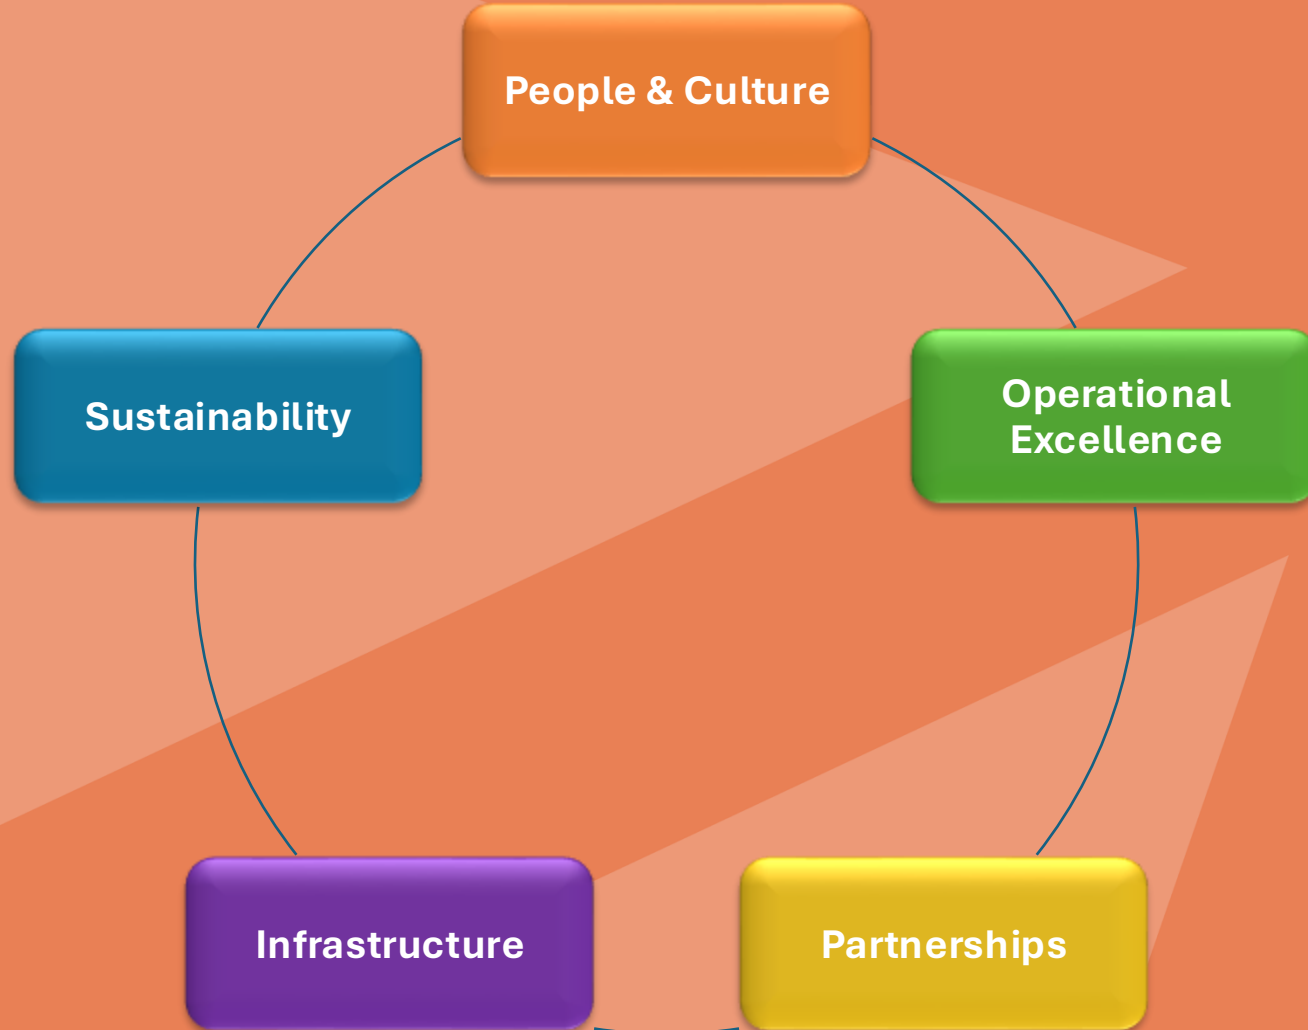 People & Culture
Sustainability
Operational
Excellence
Infrastructure
Partnerships